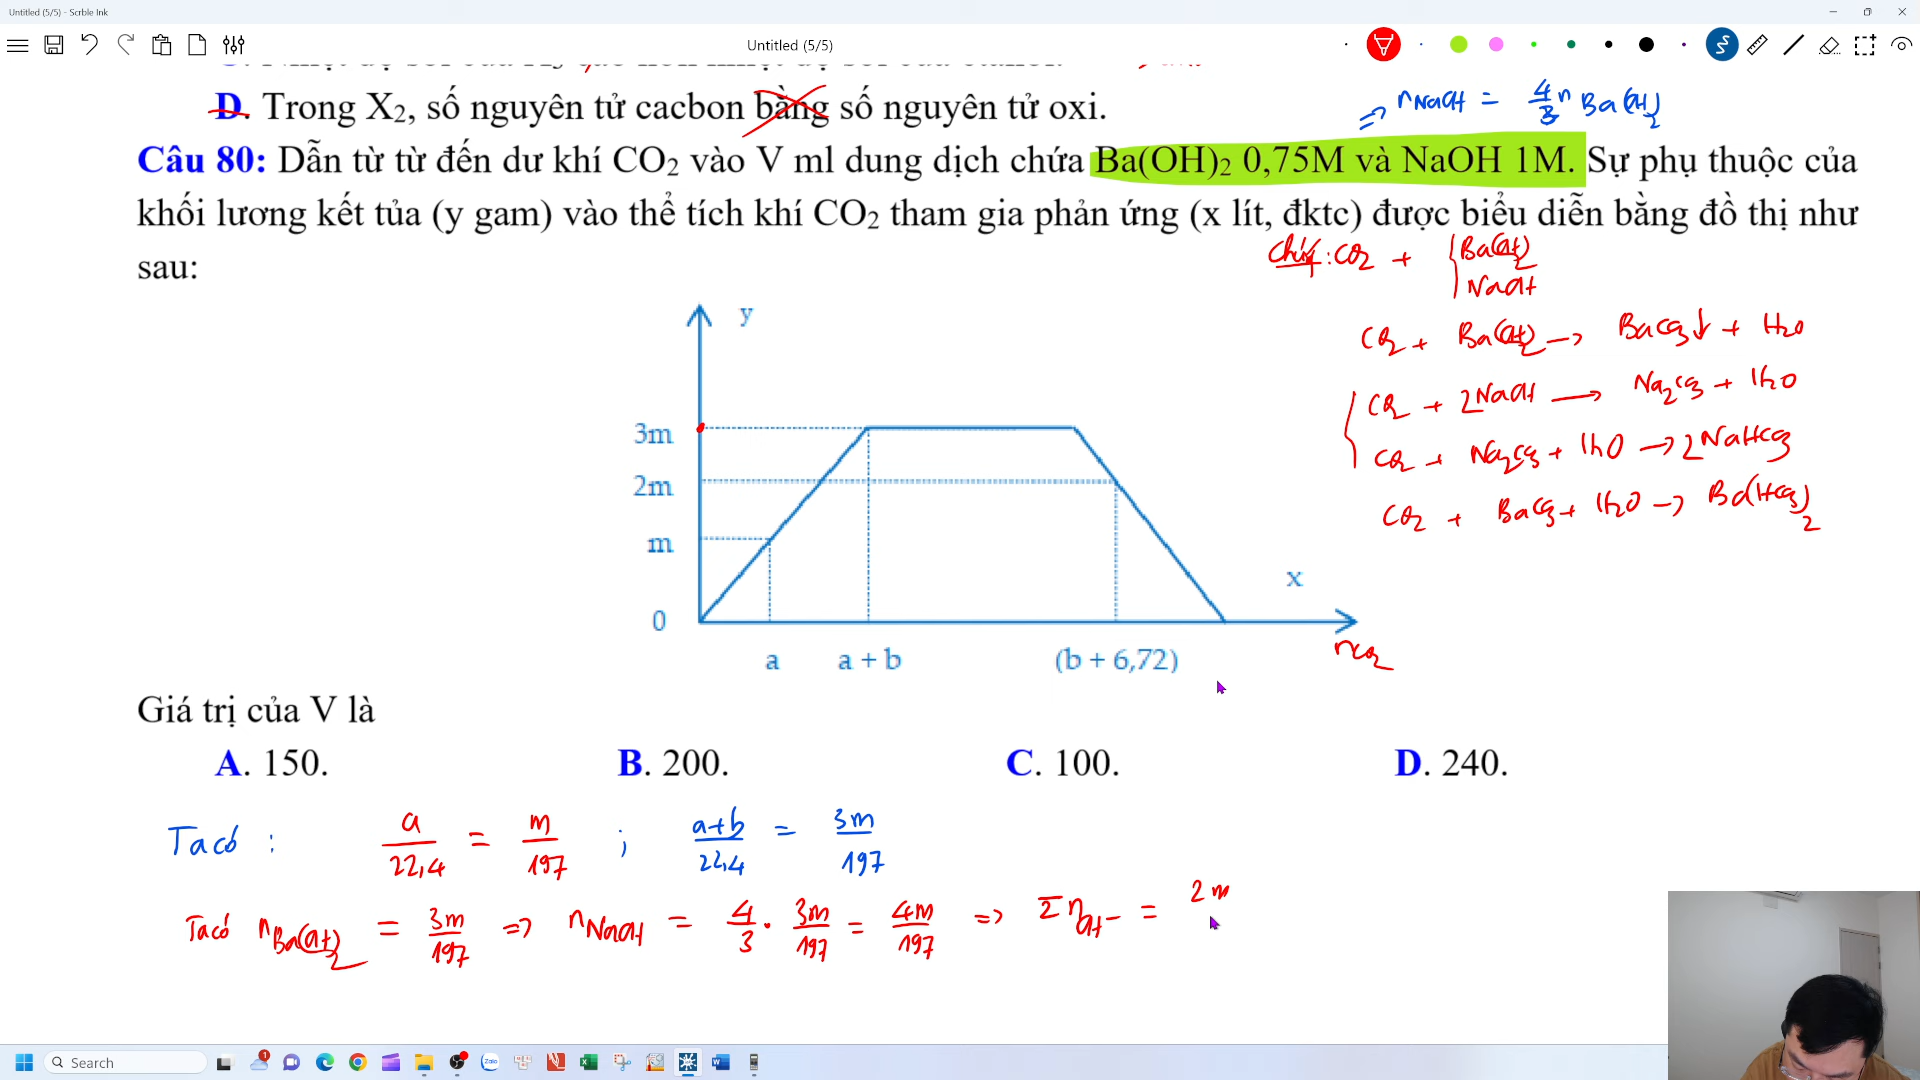 Untitled (5/5) - Scrble Ink
Untitled (5/5)
D. Trong X₂, số nguyên tử cacbon bằng số nguyên tử oxi.
⇒ nNaOH = 4/3 n Ba(OH)₂
Câu 80: Dẫn từ từ đến dư khí CO₂ vào V ml dung dịch chứa Ba(OH)₂ 0,75M và NaOH 1M. Sự phụ thuộc của
khối lương kết tủa (y gam) vào thể tích khí CO₂ tham gia phản ứng (x lít, đktc) được biểu diễn bằng đồ thị như
sau:
CO₂ + { Ba(OH)₂
NaOH
CO₂ + Ba(OH)₂ → BaCO₃↓ + H₂O
CO₂ + 2NaOH → Na₂CO₃ + H₂O
CO₂ + Na₂CO₃ + H₂O → 2NaHCO₃
CO₂ + BaCO₃ + H₂O → Ba(HCO₃)₂
y
3m
2m
m
0
x
nCO₂
a
a + b
(b + 6,72)
Giá trị của V là
A. 150.
B. 200.
C. 100.
D. 240.
Ta có : a/22,4 = m/197 ; a+b/22,4 = 3m/197
Ta có nBa(OH)₂ = 3m/197 ⇒ nNaOH = 4/3 . 3m/197 = 4m/197 ⇒ Σ nOH⁻ = 2m
Search
1
Zalo